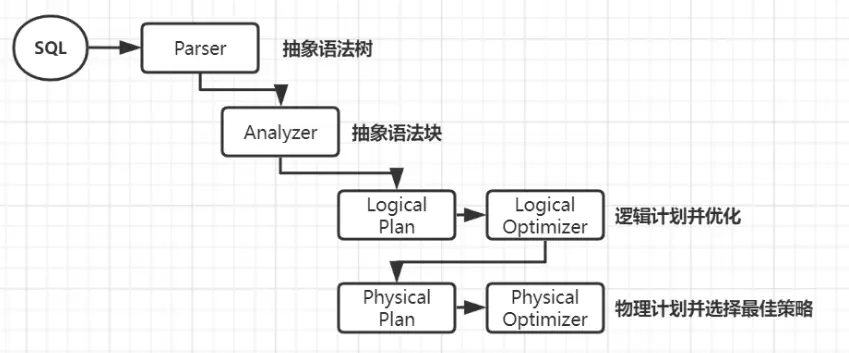 SQL
Parser
抽象语法树
Analyzer
抽象语法块
Logical
Plan
Logical
Optimizer
逻辑计划并优化
Physical
Plan
Physical
Optimizer
物理计划并选择最佳策略